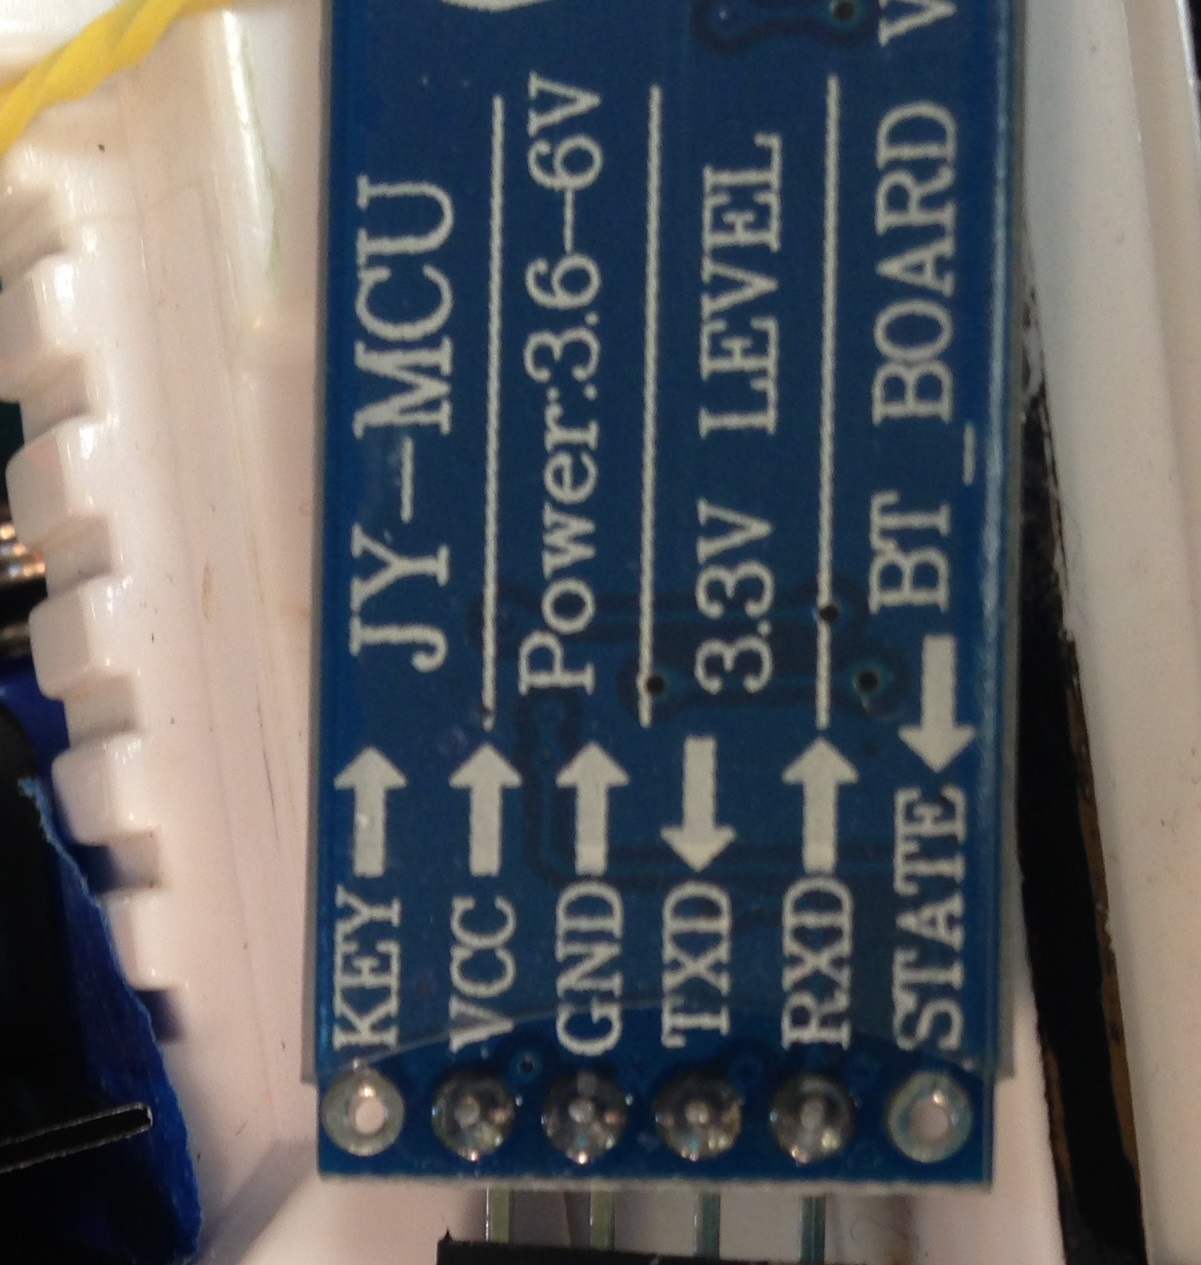 KEY JY-MCU
VCC
Power:3.6-6V
GND
3.3V LEVEL
TXD
RXD
BT_BOARD V
STATE